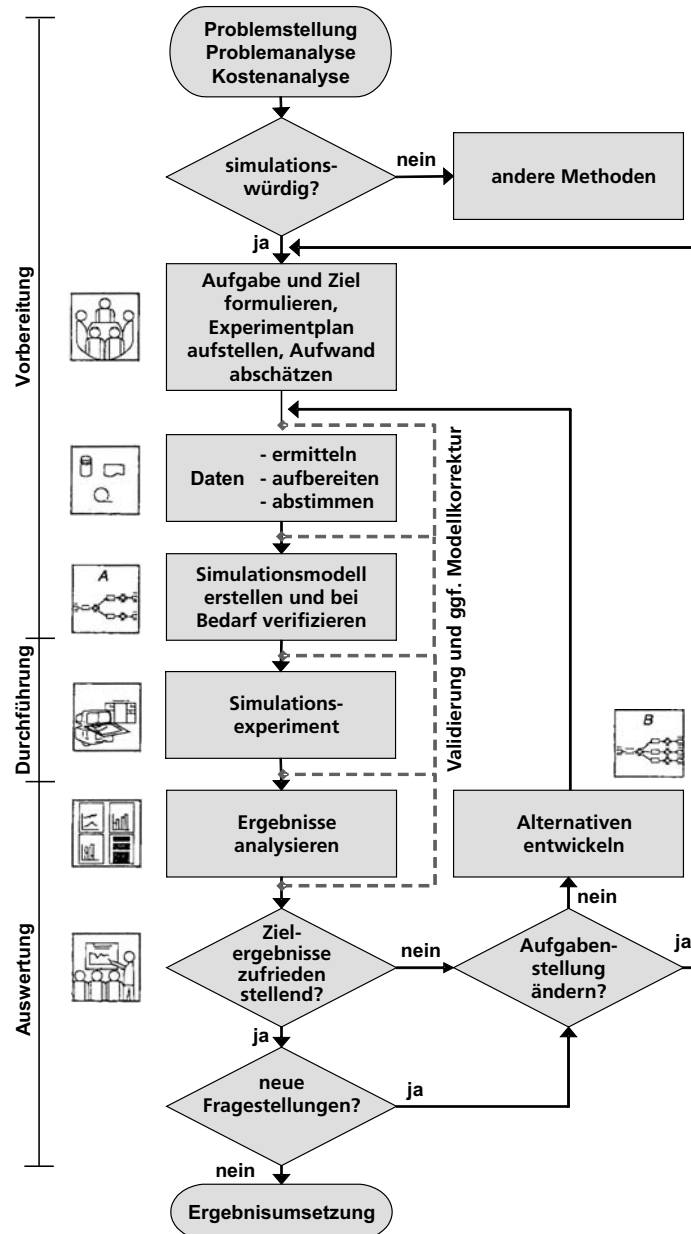 Problemstellung
Problemanalyse
Kostenanalyse
simulations-
würdig?
nein
andere Methoden
ja
Aufgabe und Ziel
formulieren,
Experimentplan
aufstellen, Aufwand
abschätzen
Vorbereitung
Daten
- ermitteln
- aufbereiten
- abstimmen
Validierung und ggf. Modellkorrektur
A
Simulationsmodell
erstellen und bei
Bedarf verifizieren
Durchführung
Simulations-
experiment
B
Ergebnisse
analysieren
Alternativen
entwickeln
nein
Auswertung
Ziel-
ergebnisse
zufrieden
stellend?
nein
Aufgaben-
stellung
ändern?
ja
ja
neue
Fragestellungen?
ja
nein
Ergebnisumsetzung